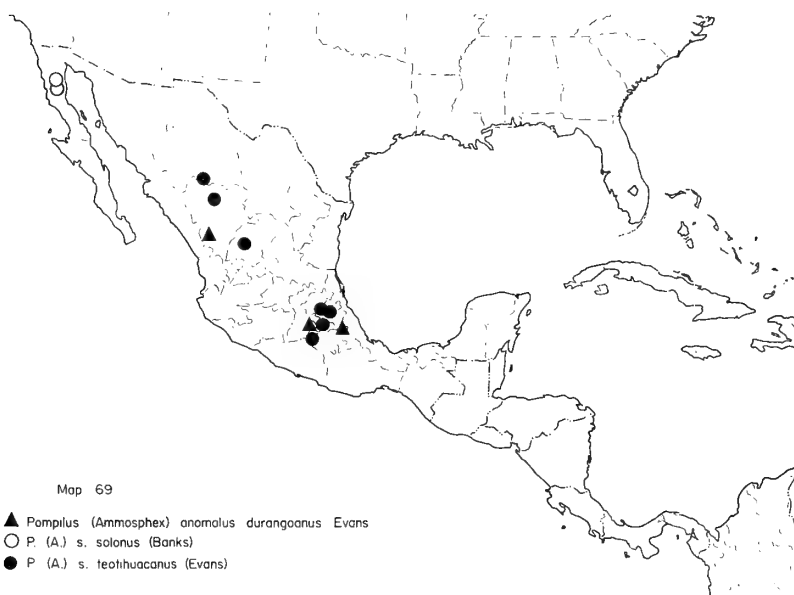 Map 69
Pompilus (Ammosphex) anomalus durangoanus Evans
P. (A.) s. solonus (Banks)
P (A.) s. teotihuacanus (Evans)